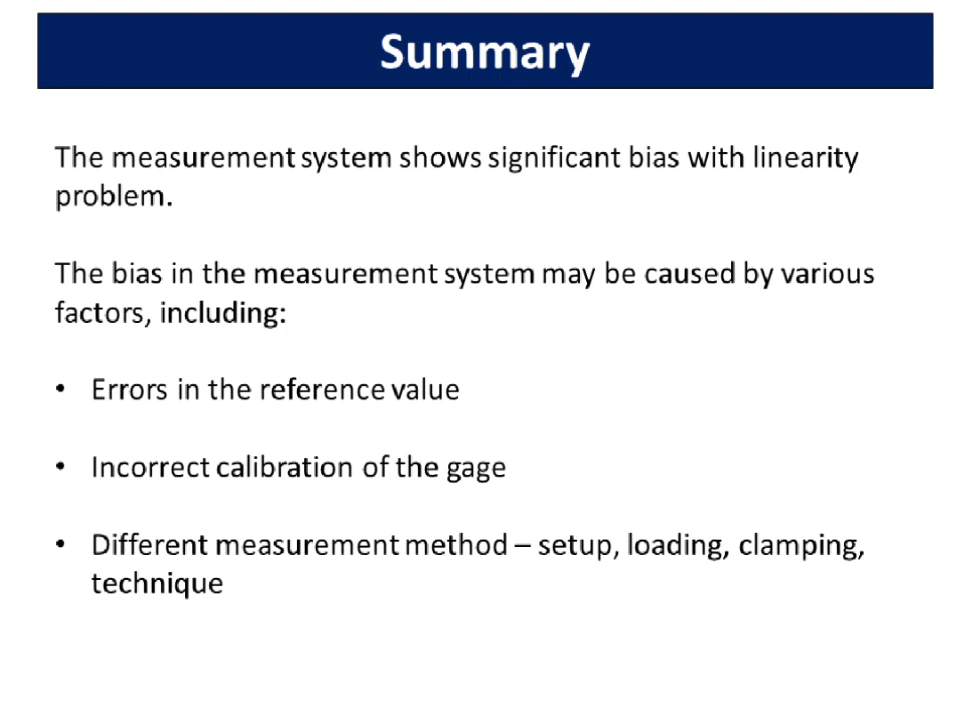 Summary
The measurement system shows significant bias with linearity
problem.
The bias in the measurement system may be caused by various
factors, including:
• Errors in the reference value
• Incorrect calibration of the gage
• Different measurement method – setup, loading, clamping,
technique